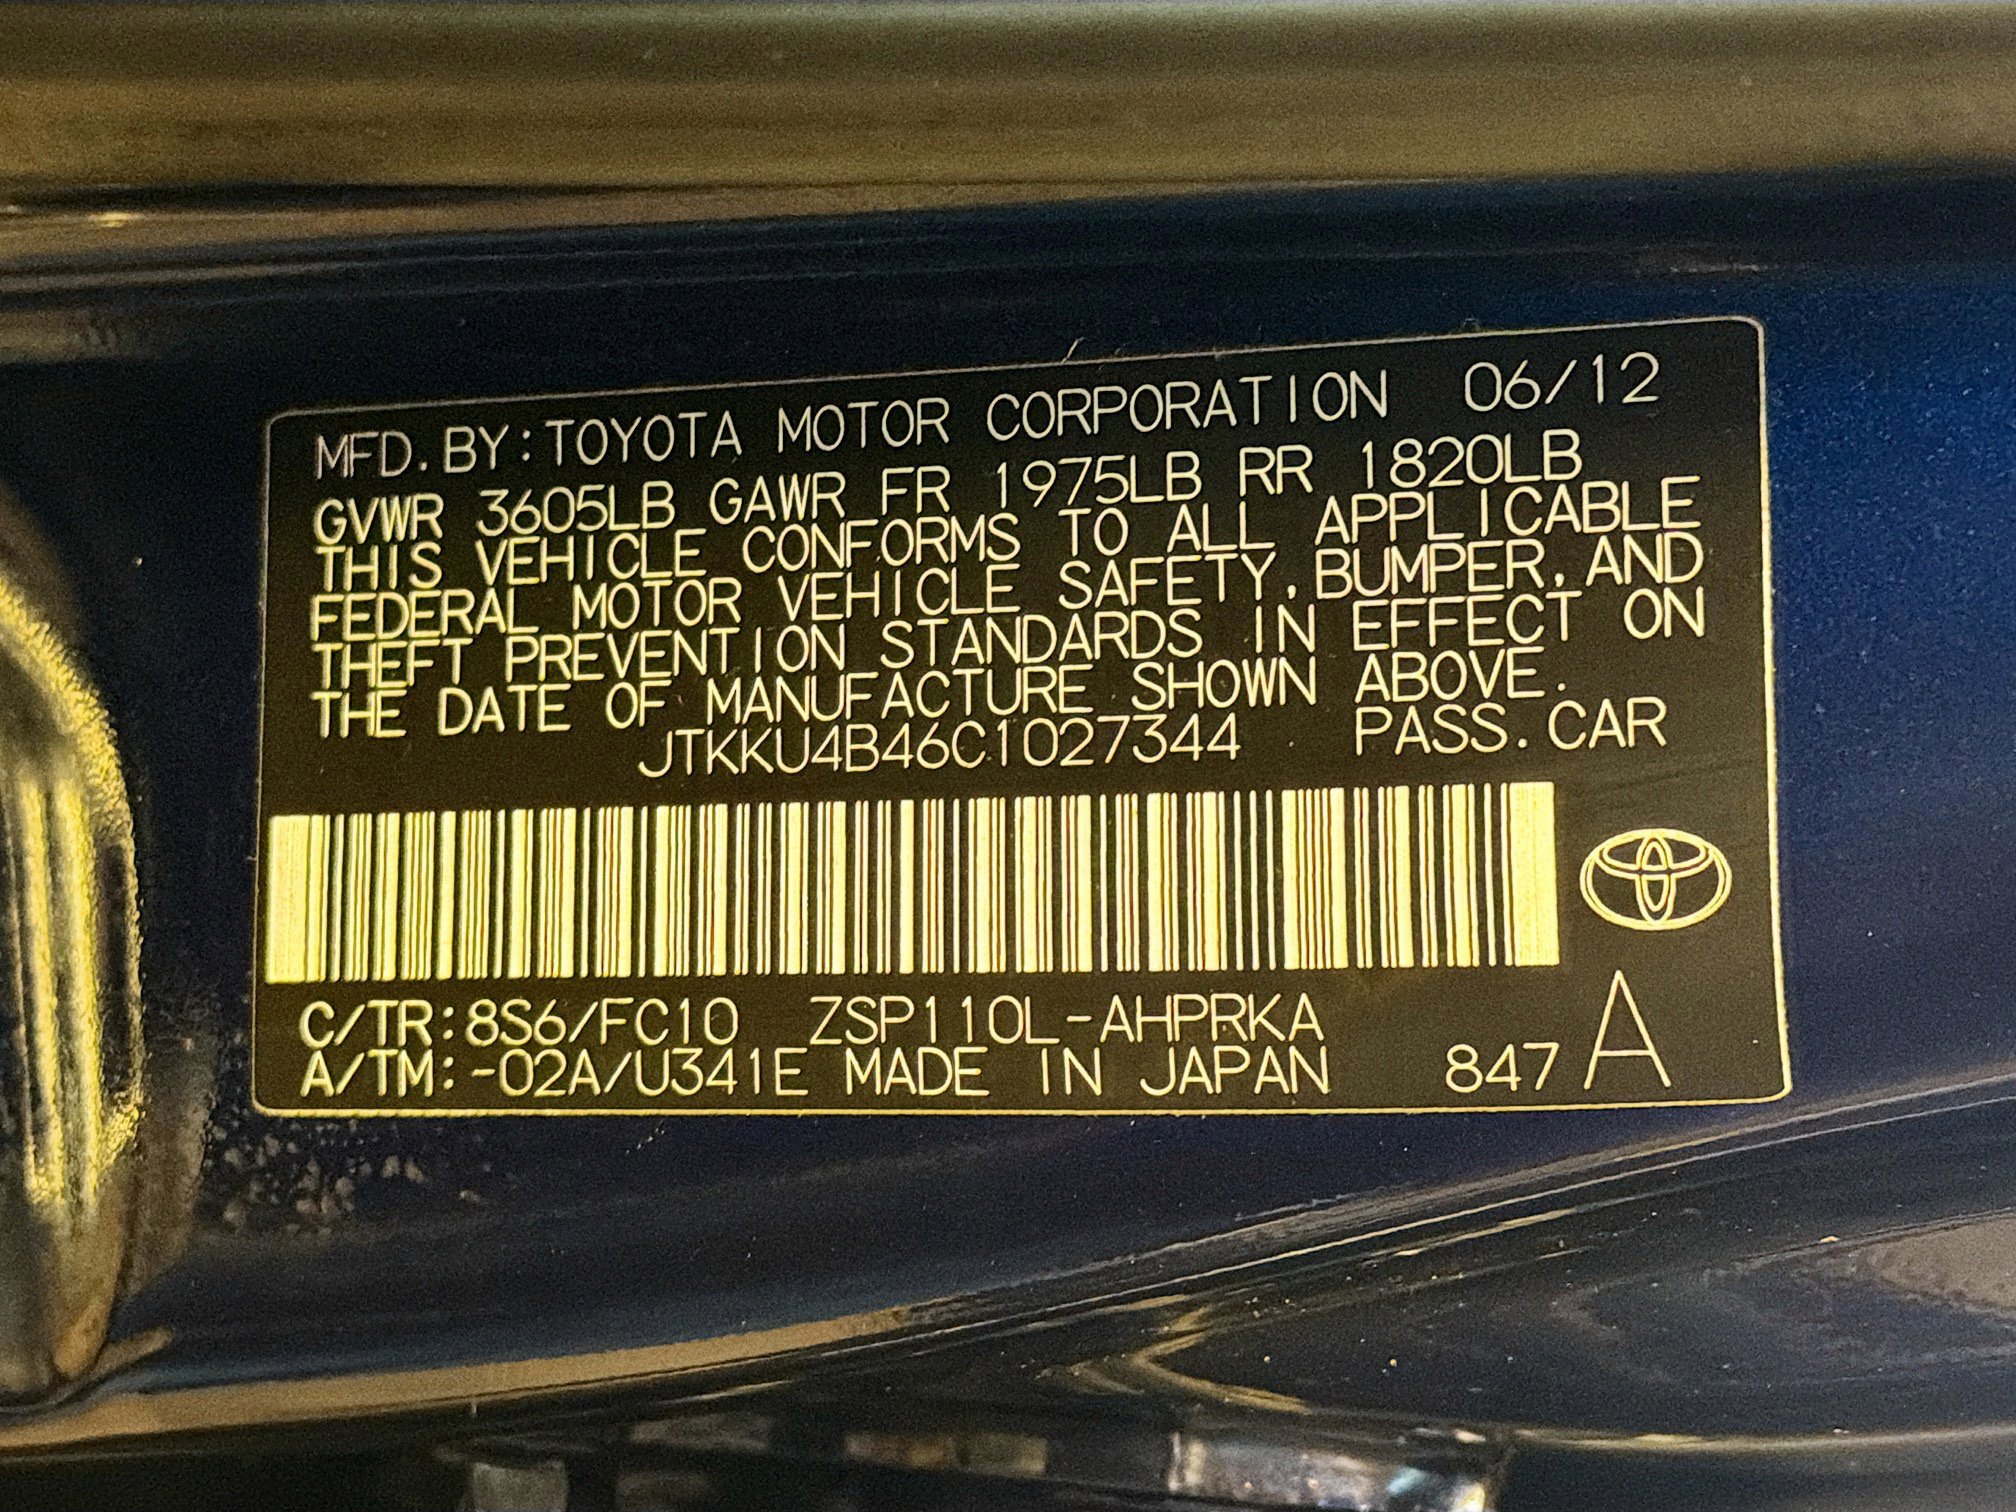 MFD.BY:TOYOTA MOTOR CORPORATION 06/12
GVWR 3605LB GAWR FR 1975LB RR 1820LB
THIS VEHICLE CONFORMS TO ALL APPLICABLE
FEDERAL MOTOR VEHICLE SAFETY,BUMPER,AND
THEFT PREVENTION STANDARDS IN EFFECT ON
THE DATE OF MANUFACTURE SHOWN ABOVE.
JTKKU4B46C1027344 PASS.CAR
C/TR:8S6/FC10 ZSP110L-AHPRKA
A/TM:-02A/U341E MADE IN JAPAN 847 A